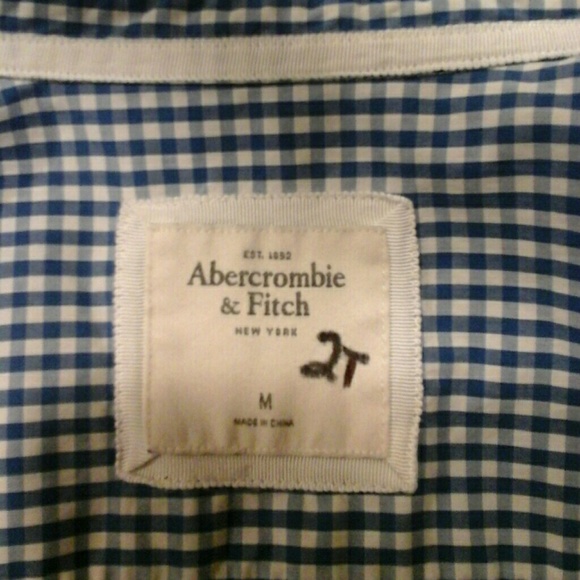 EST. 1892
Abercrombie
& Fitch
NEW YORK
2T
M
MADE IN CHINA